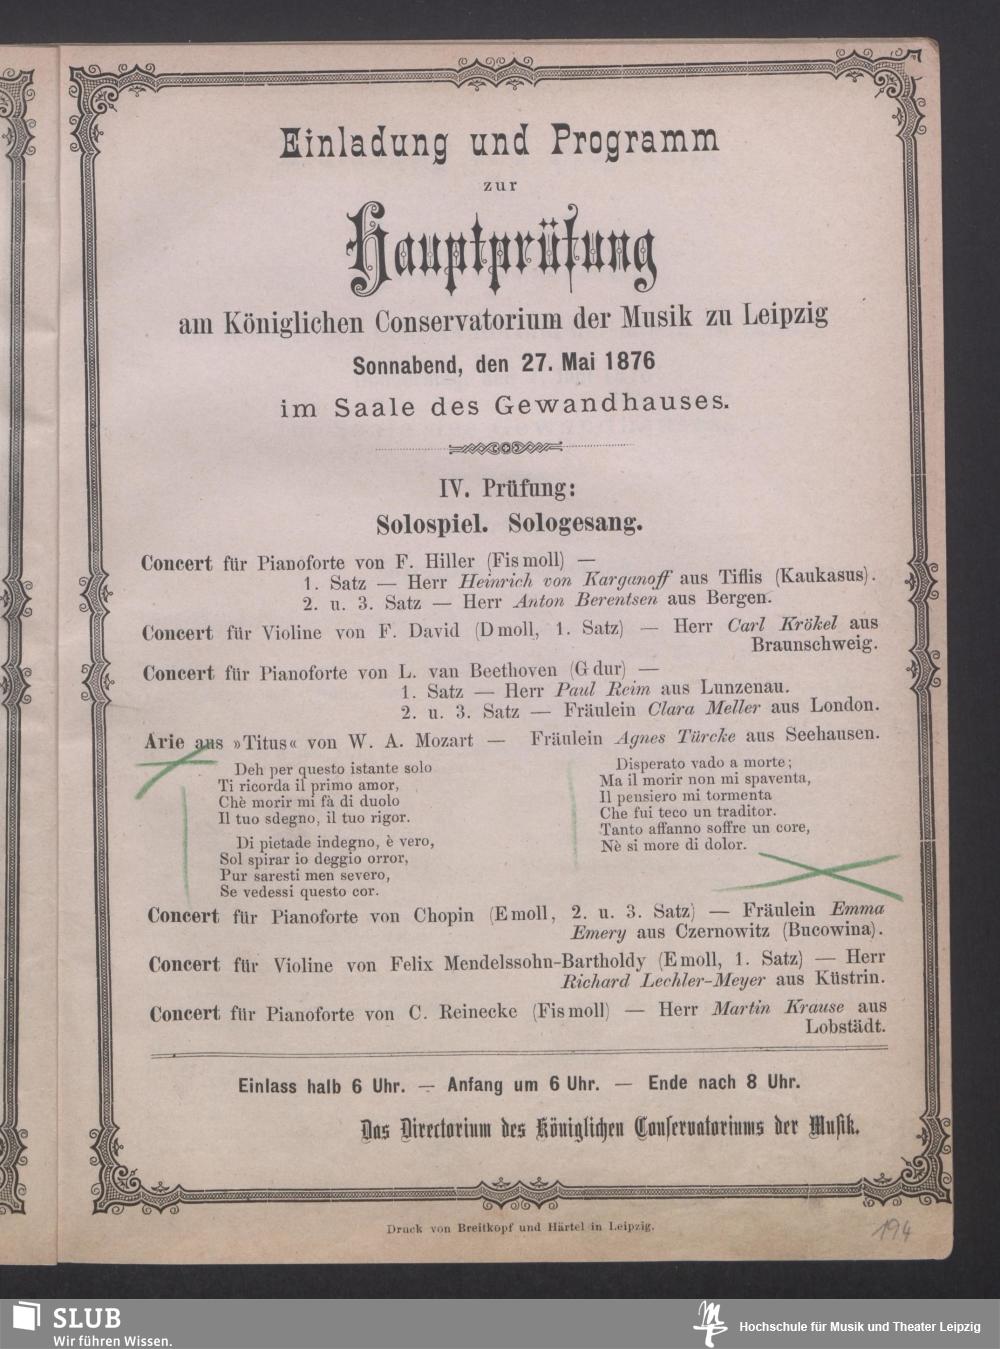 Einladung und Programm
zur
Hauptprüfung
am Königlichen Conservatorium der Musik zu Leipzig
Sonnabend, den 27. Mai 1876
im Saale des Gewandhauses.
IV. Prüfung:
Solospiel. Sologesang.
Concert für Pianoforte von F. Hiller (Fis moll) —
1. Satz — Herr Heinrich von Karganoff aus Tiflis (Kaukasus).
2. u. 3. Satz — Herr Anton Berentsen aus Bergen.
Concert für Violine von F. David (D moll, 1. Satz) — Herr Carl Krökel aus
Braunschweig.
Concert für Pianoforte von L. van Beethoven (G dur) —
1. Satz — Herr Paul Reim aus Lunzenau.
2. u. 3. Satz — Fräulein Clara Meller aus London.
Arie aus »Titus« von W. A. Mozart — Fräulein Agnes Türcke aus Seehausen.
Deh per questo istante solo
Ti ricorda il primo amor,
Chè morir mi fà di duolo
Il tuo sdegno, il tuo rigor.
Di pietade indegno, è vero,
Sol spirar io deggio orror,
Pur saresti men severo,
Se vedessi questo cor.
Disperato vado a morte;
Ma il morir non mi spaventa,
Il pensiero mi tormenta
Che fui teco un traditor.
Tanto affanno soffre un core,
Nè si more di dolor.
Concert für Pianoforte von Chopin (E moll, 2. u. 3. Satz) — Fräulein Emma
Emery aus Czernowitz (Bucowina).
Concert für Violine von Felix Mendelssohn-Bartholdy (E moll, 1. Satz) — Herr
Richard Lechler-Meyer aus Küstrin.
Concert für Pianoforte von C. Reinecke (Fis moll) — Herr Martin Krause aus
Lobstädt.
Einlass halb 6 Uhr. — Anfang um 6 Uhr. — Ende nach 8 Uhr.
Das Directorium des Königlichen Conservatoriums der Musik.
Druck von Breitkopf und Härtel in Leipzig.
194
SLUB
Wir führen Wissen.
Hochschule für Musik und Theater Leipzig